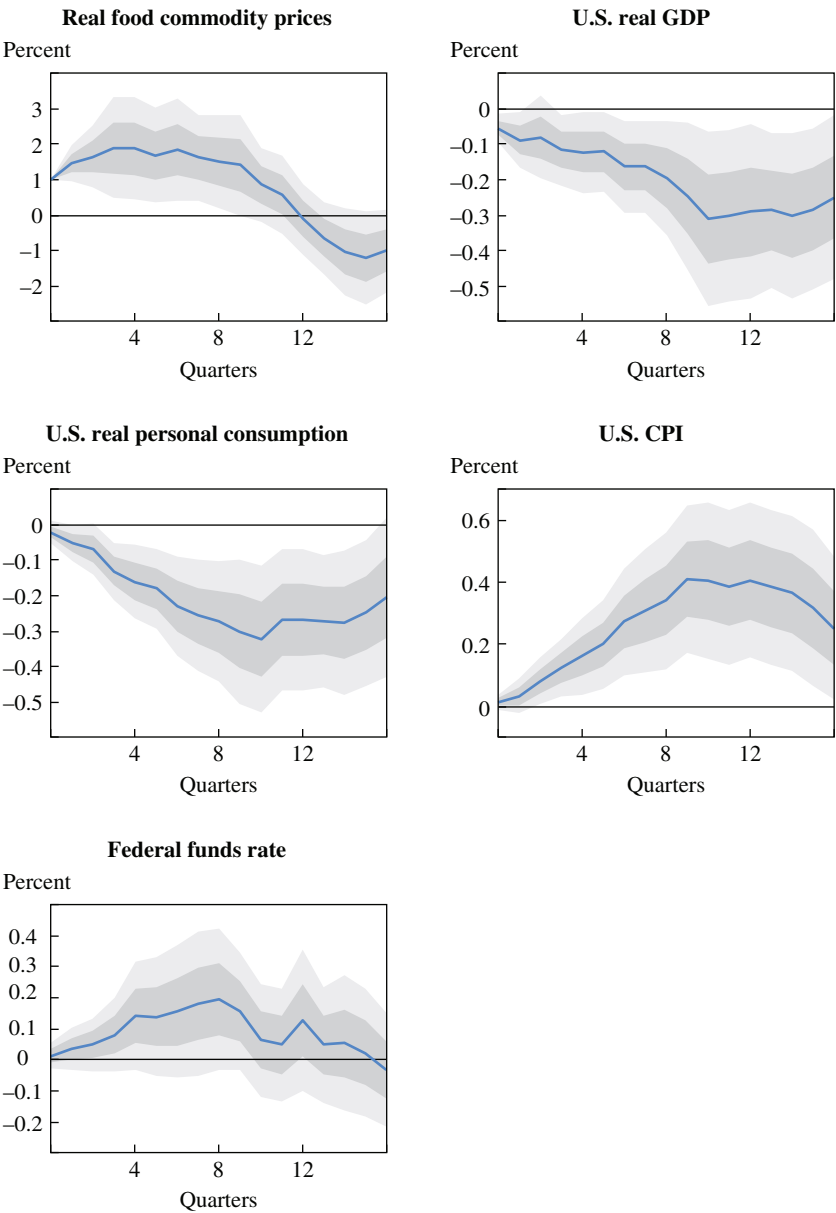 Real food commodity prices
Percent
3
2
1
0
–1
–2
4 8 12
Quarters
U.S. real GDP
Percent
0
–0.1
–0.2
–0.3
–0.4
–0.5
4 8 12
Quarters
U.S. real personal consumption
Percent
0
–0.1
–0.2
–0.3
–0.4
–0.5
4 8 12
Quarters
U.S. CPI
Percent
0.6
0.4
0.2
0
4 8 12
Quarters
Federal funds rate
Percent
0.4
0.3
0.2
0.1
0
–0.1
–0.2
4 8 12
Quarters